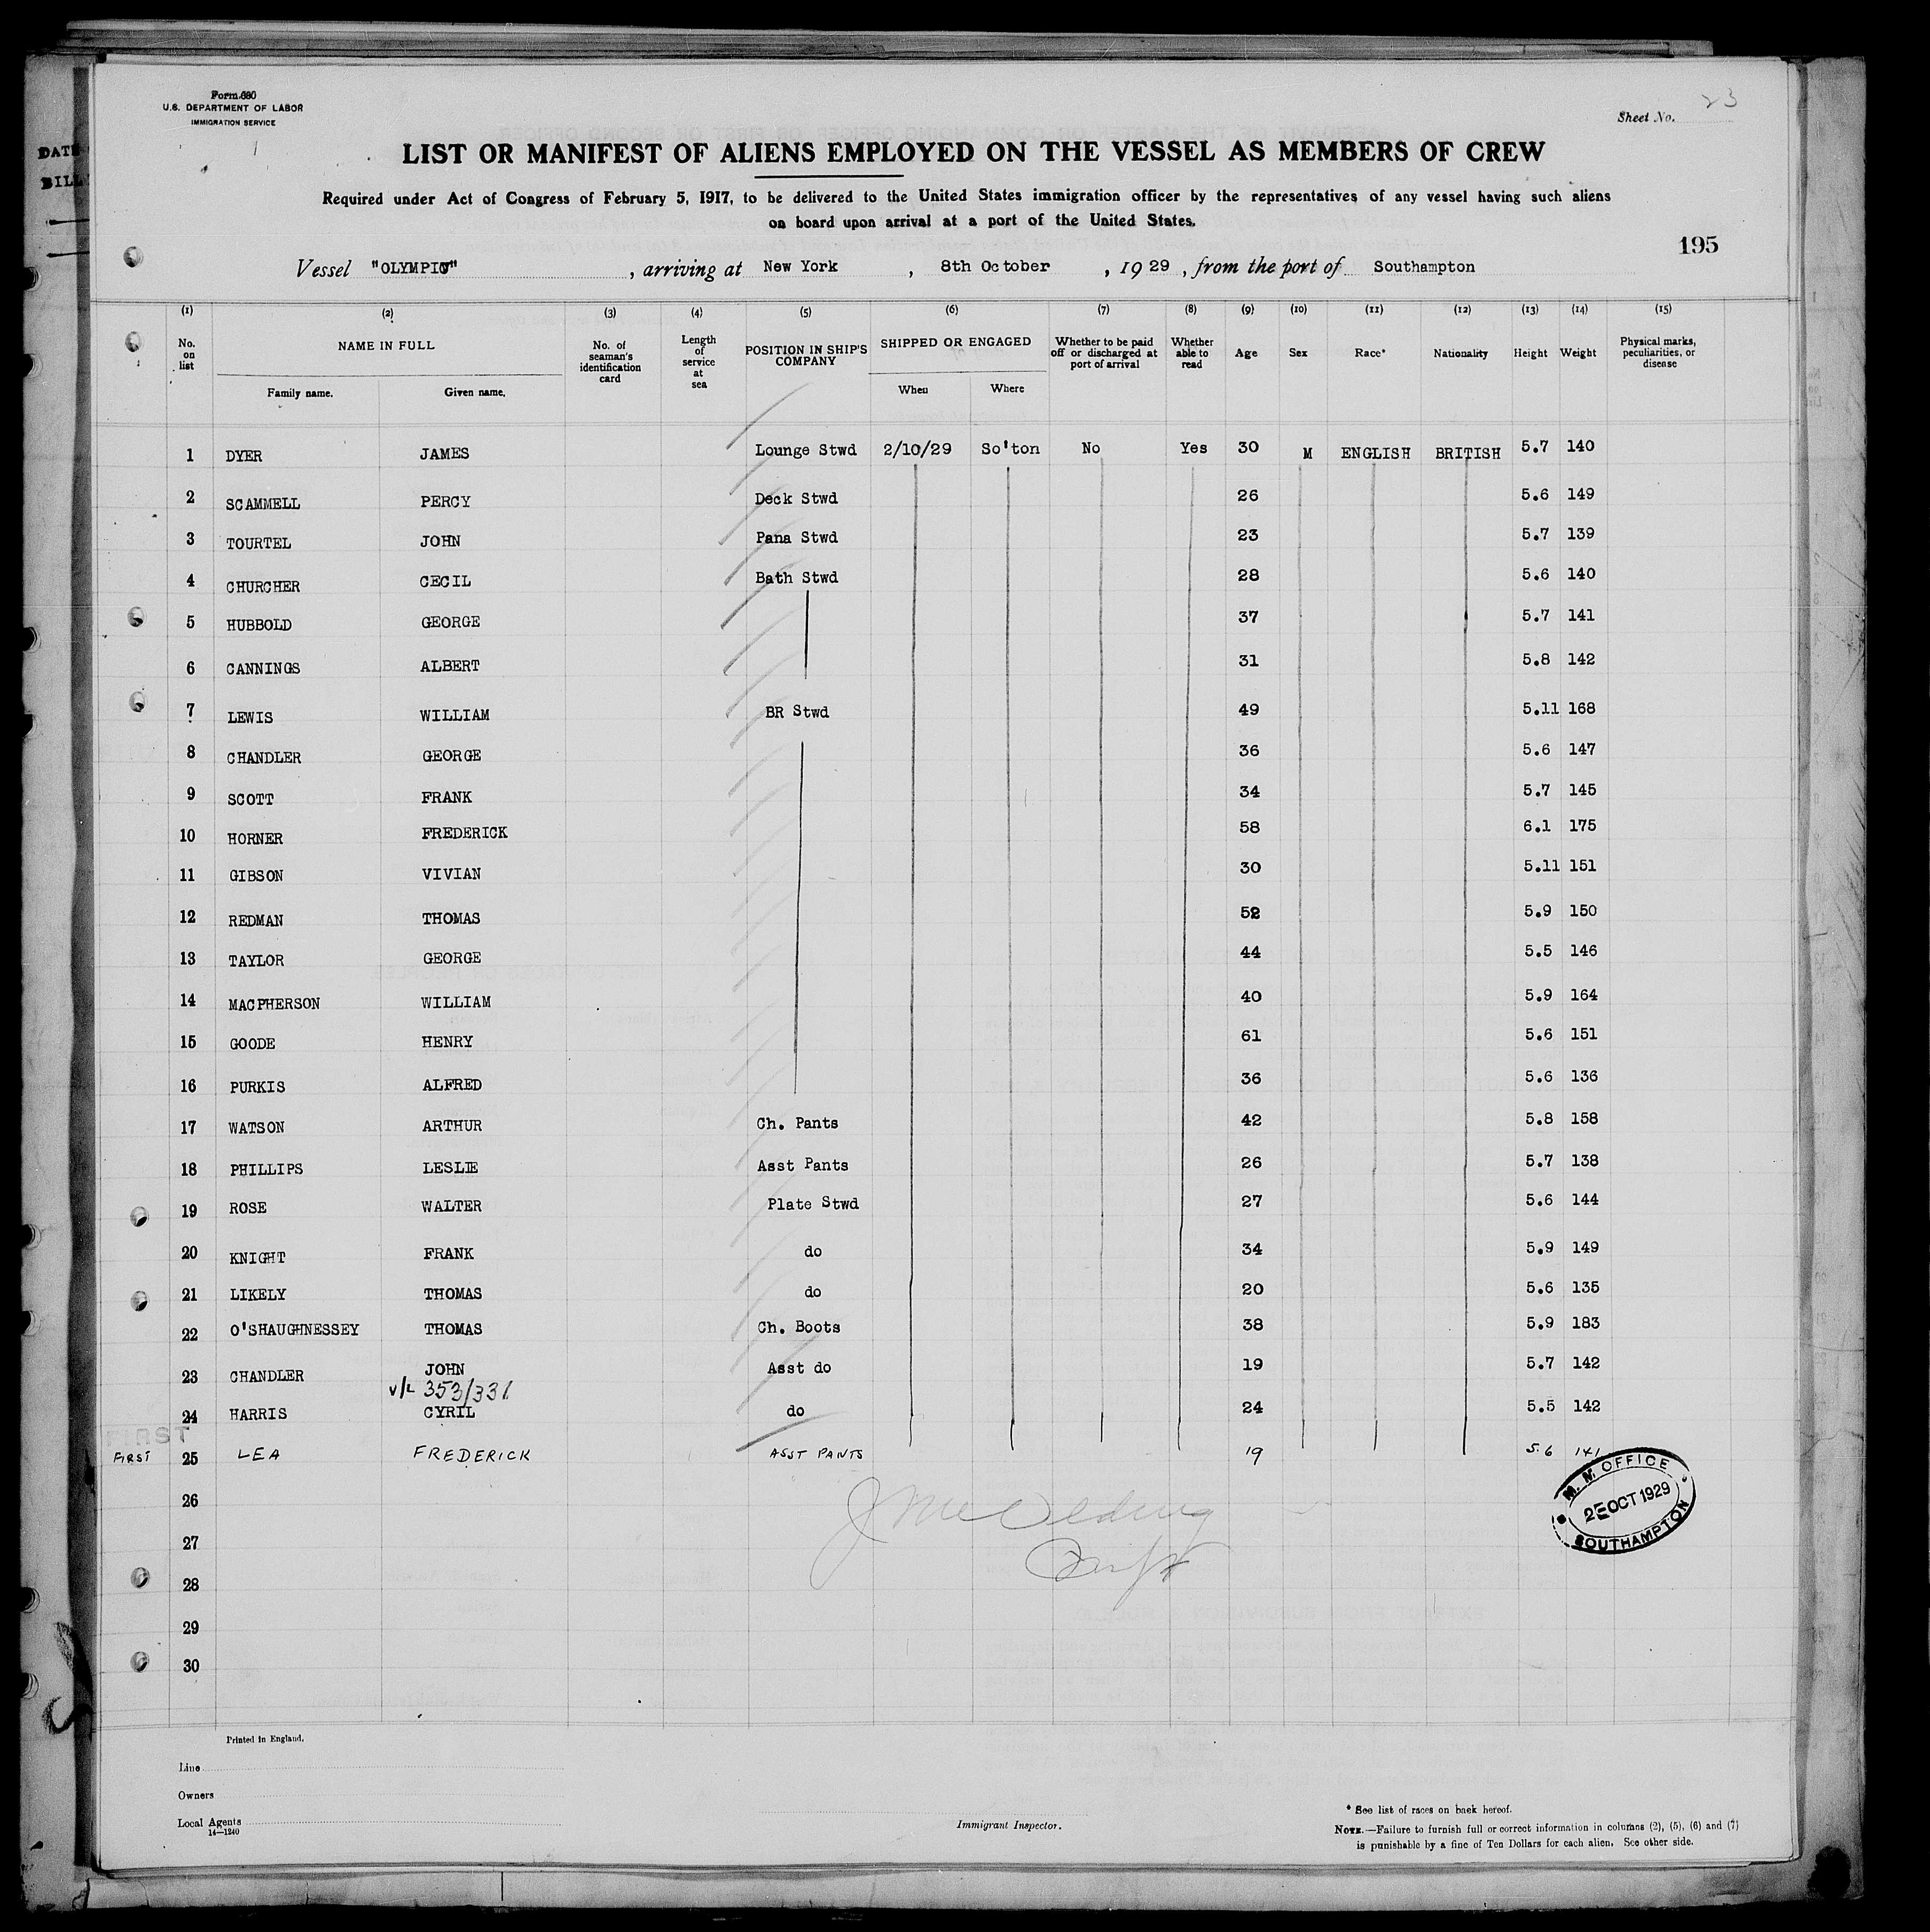 Form 680
U.S. DEPARTMENT OF LABOR
IMMIGRATION SERVICE
Sheet No. 23
LIST OR MANIFEST OF ALIENS EMPLOYED ON THE VESSEL AS MEMBERS OF CREW
Required under Act of Congress of February 5, 1917, to be delivered to the United States immigration officer by the representatives of any vessel having such aliens
on board upon arrival at a port of the United States.
195
Vessel "OLYMPIC", arriving at New York, 8th October, 1929, from the port of Southampton
(1) (2) (3) (4) (5) (6) (7) (8) (9) (10) (11) (12) (13) (14) (15)
No. on list NAME IN FULL Family name. Given name. No. of seaman's identification card Length of service at sea POSITION IN SHIP'S COMPANY SHIPPED OR ENGAGED When Where Whether to be paid off or discharged at port of arrival Whether able to read Age Sex Race* Nationality Height Weight Physical marks, peculiarities, or disease
1 DYER JAMES Lounge Stwd 2/10/29 So'ton No Yes 30 M ENGLISH BRITISH 5.7 140
2 SCAMMELL PERCY Deck Stwd 26 5.6 149
3 TOURTEL JOHN Pana Stwd 23 5.7 139
4 CHURCHER CECIL Bath Stwd 28 5.6 140
5 HUBBOLD GEORGE 37 5.7 141
6 CANNINGS ALBERT 31 5.8 142
7 LEWIS WILLIAM BR Stwd 49 5.11 168
8 CHANDLER GEORGE 36 5.6 147
9 SCOTT FRANK 34 5.7 145
10 HORNER FREDERICK 58 6.1 175
11 GIBSON VIVIAN 30 5.11 151
12 REDMAN THOMAS 52 5.9 150
13 TAYLOR GEORGE 44 5.5 146
14 MACPHERSON WILLIAM 40 5.9 164
15 GOODE HENRY 61 5.6 151
16 PURKIS ALFRED 36 5.6 136
17 WATSON ARTHUR Ch. Pants 42 5.8 158
18 PHILLIPS LESLIE Asst Pants 26 5.7 138
19 ROSE WALTER Plate Stwd 27 5.6 144
20 KNIGHT FRANK do 34 5.9 149
21 LIKELY THOMAS do 20 5.6 135
22 O'SHAUGHNESSEY THOMAS Ch. Boots 38 5.9 183
23 CHANDLER JOHN Asst do 19 5.7 142
v/L 353/331
24 HARRIS CYRIL do 24 5.5 142
FIRST
FIRST 25 LEA FREDERICK ASST PANTS 19 5.6 141
26
27
28
29
30
M. M. OFFICE
2 OCT 1929
SOUTHAMPTON
Printed in England.
Line
Owners
Local Agents
14—1240
Immigrant Inspector.
* See list of races on back hereof.
NOTE.—Failure to furnish full or correct information in columns (2), (5), (6) and (7)
is punishable by a fine of Ten Dollars for each alien. See other side.